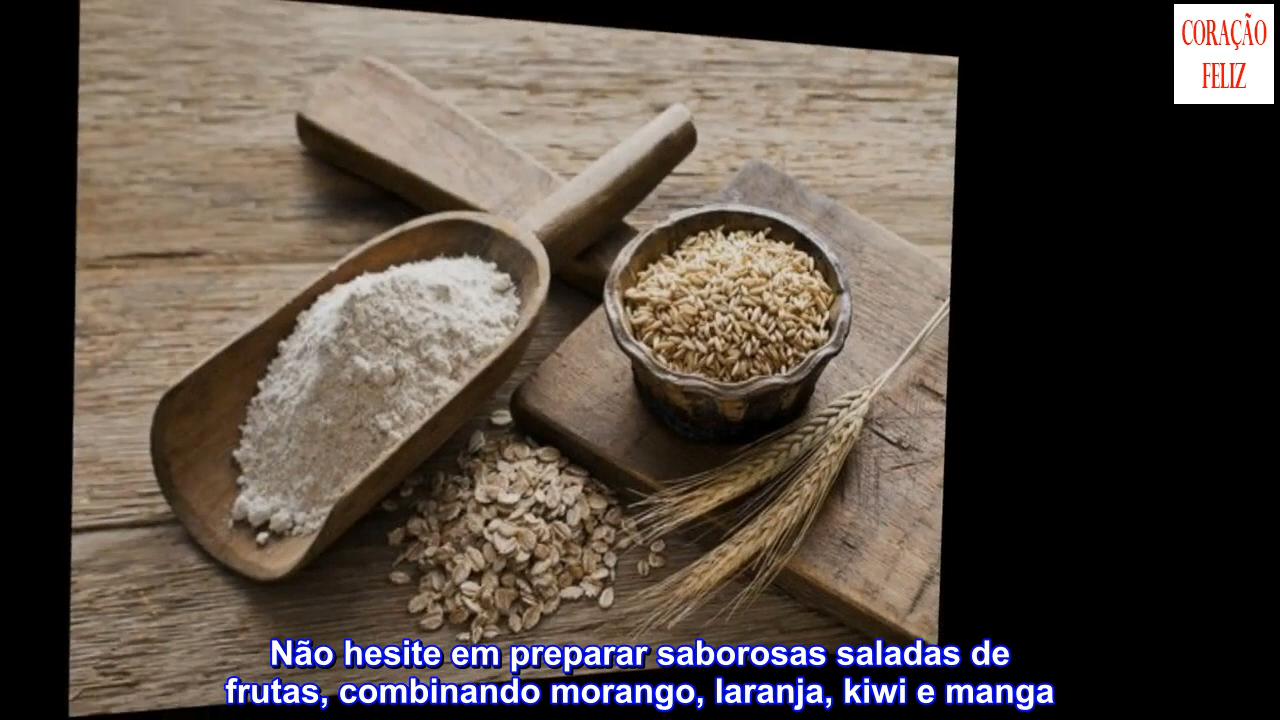 CORAÇÃO
FELIZ
Não hesite em preparar saborosas saladas de
frutas, combinando morango, laranja, kiwi e manga